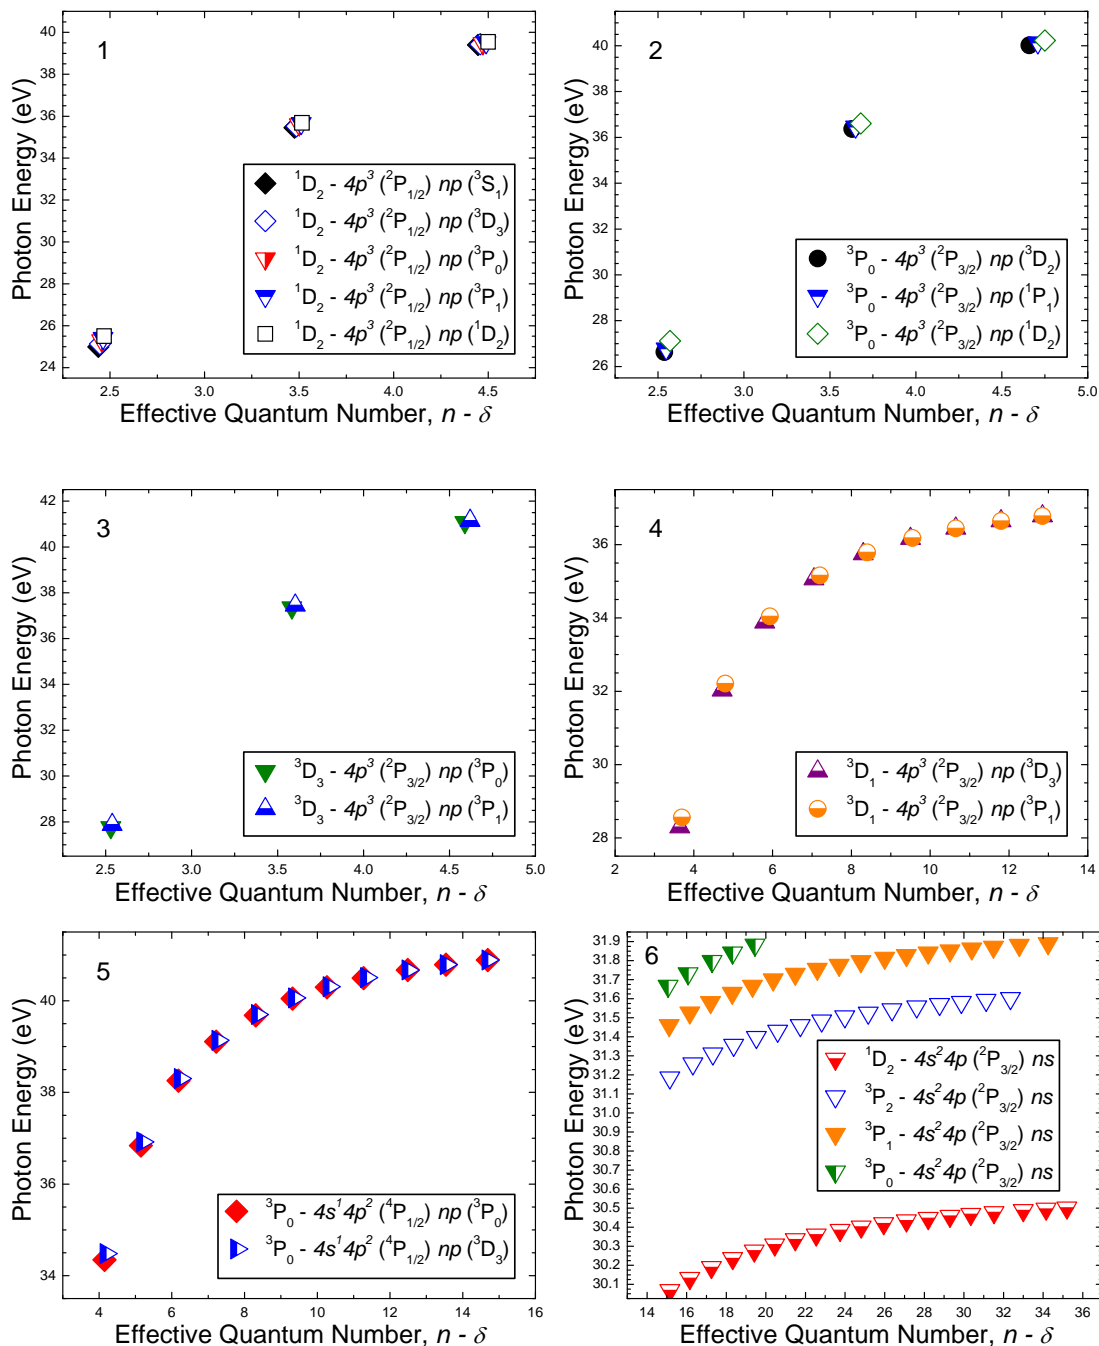 1
Photon Energy (eV)
40
38
36
34
32
30
28
26
24
2.5 3.0 3.5 4.0 4.5
Effective Quantum Number, n - δ
¹D₂ - 4p³ (²P₁/₂) np (³S₁)
¹D₂ - 4p³ (²P₁/₂) np (³D₃)
¹D₂ - 4p³ (²P₁/₂) np (³P₀)
¹D₂ - 4p³ (²P₁/₂) np (³P₁)
¹D₂ - 4p³ (²P₁/₂) np (¹D₂)
2
Photon Energy (eV)
40
38
36
34
32
30
28
26
2.5 3.0 3.5 4.0 4.5 5.0
Effective Quantum Number, n - δ
³P₀ - 4p³ (²P₃/₂) np (³D₂)
³P₀ - 4p³ (²P₃/₂) np (¹P₁)
³P₀ - 4p³ (²P₃/₂) np (¹D₂)
3
Photon Energy (eV)
42
40
38
36
34
32
30
28
2.5 3.0 3.5 4.0 4.5 5.0
Effective Quantum Number, n - δ
³D₃ - 4p³ (²P₃/₂) np (³P₀)
³D₃ - 4p³ (²P₃/₂) np (³P₁)
4
Photon Energy (eV)
36
34
32
30
28
2 4 6 8 10 12 14
Effective Quantum Number, n - δ
³D₁ - 4p³ (²P₃/₂) np (³D₃)
³D₁ - 4p³ (²P₃/₂) np (³P₁)
5
Photon Energy (eV)
40
38
36
34
4 6 8 10 12 14 16
Effective Quantum Number, n - δ
³P₀ - 4s¹4p² (⁴P₁/₂) np (³P₀)
³P₀ - 4s¹4p² (⁴P₁/₂) np (³D₃)
6
Photon Energy (eV)
31.9
31.8
31.6
31.5
31.4
31.3
31.2
31.1
30.9
30.8
30.7
30.6
30.5
30.4
30.3
30.2
30.1
14 16 18 20 22 24 26 28 30 32 34 36
Effective Quantum Number, n - δ
¹D₂ - 4s²4p (²P₃/₂) ns
³P₂ - 4s²4p (²P₃/₂) ns
³P₁ - 4s²4p (²P₃/₂) ns
³P₀ - 4s²4p (²P₃/₂) ns